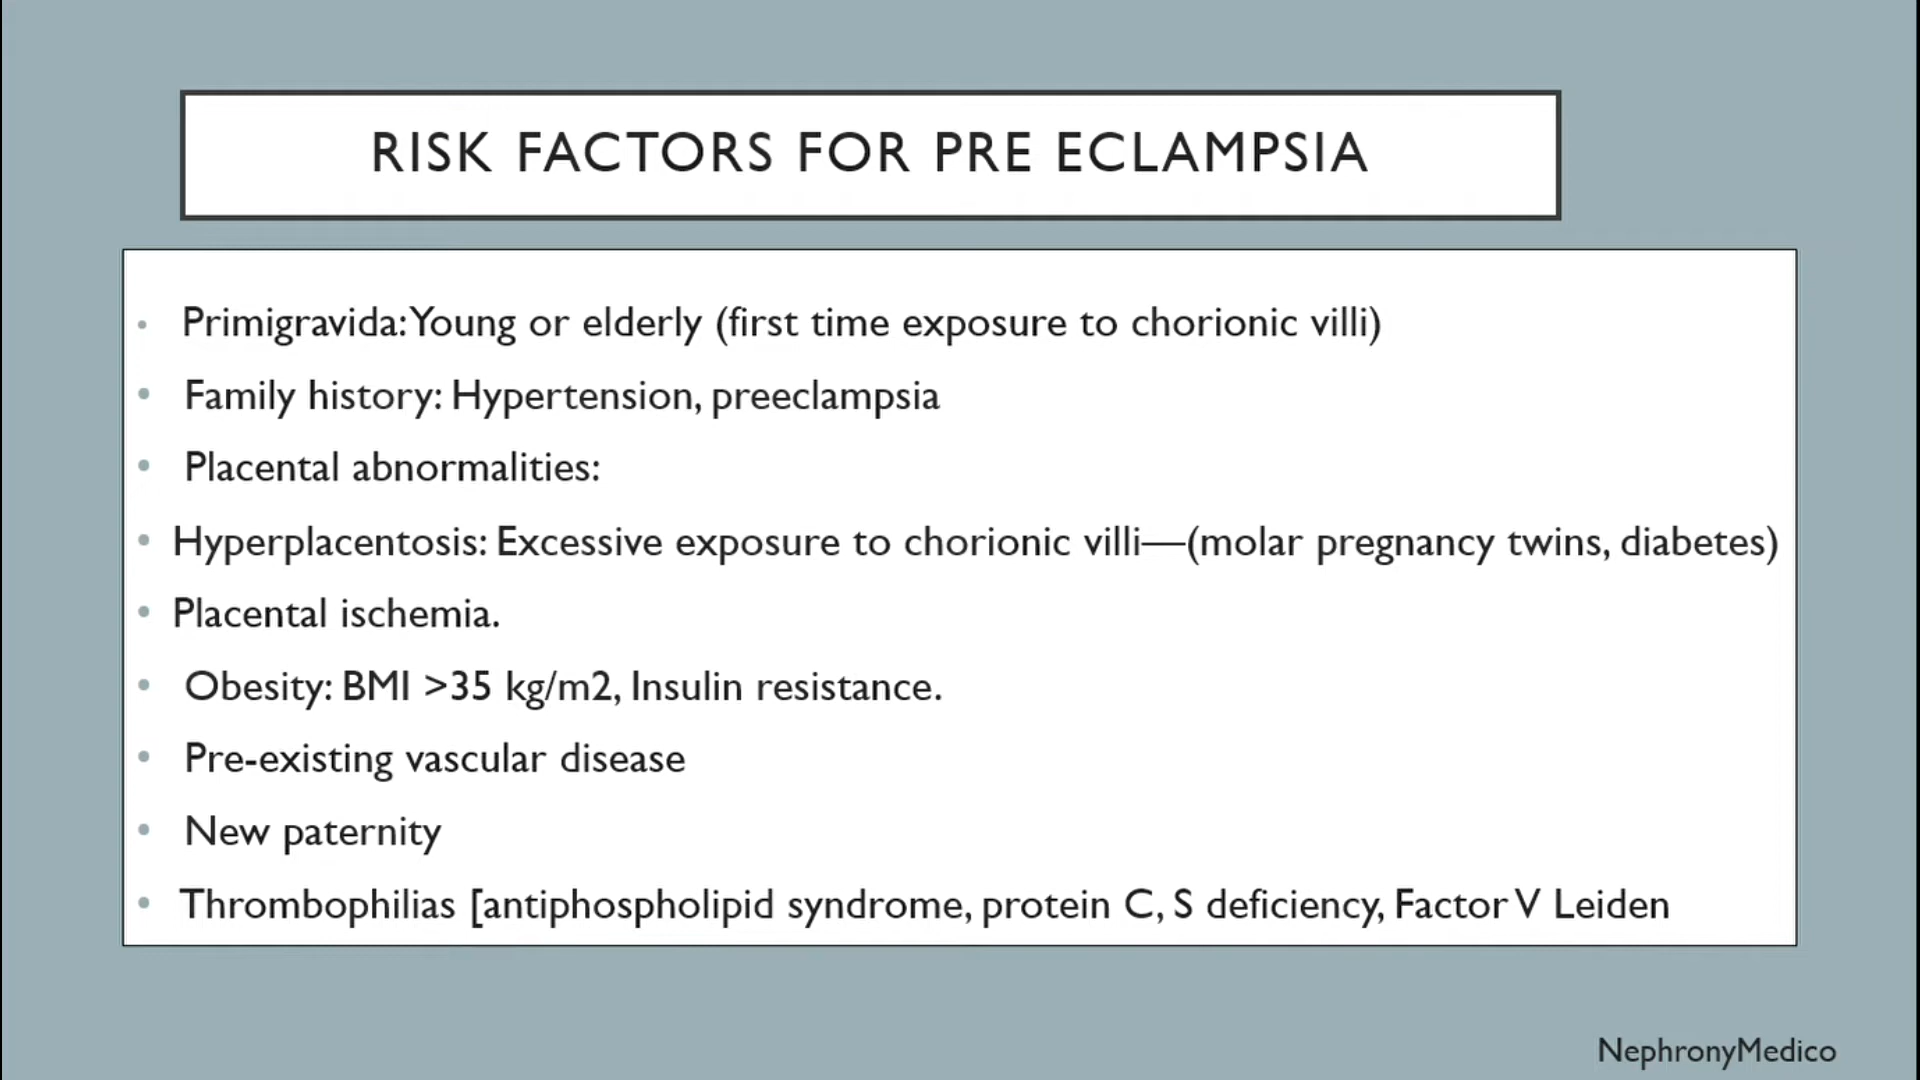 RISK FACTORS FOR PRE ECLAMPSIA
• Primigravida: Young or elderly (first time exposure to chorionic villi)
• Family history: Hypertension, preeclampsia
• Placental abnormalities:
• Hyperplacentosis: Excessive exposure to chorionic villi—(molar pregnancy twins, diabetes)
• Placental ischemia.
• Obesity: BMI >35 kg/m2, Insulin resistance.
• Pre-existing vascular disease
• New paternity
• Thrombophilias [antiphospholipid syndrome, protein C, S deficiency, Factor V Leiden
NephronyMedico